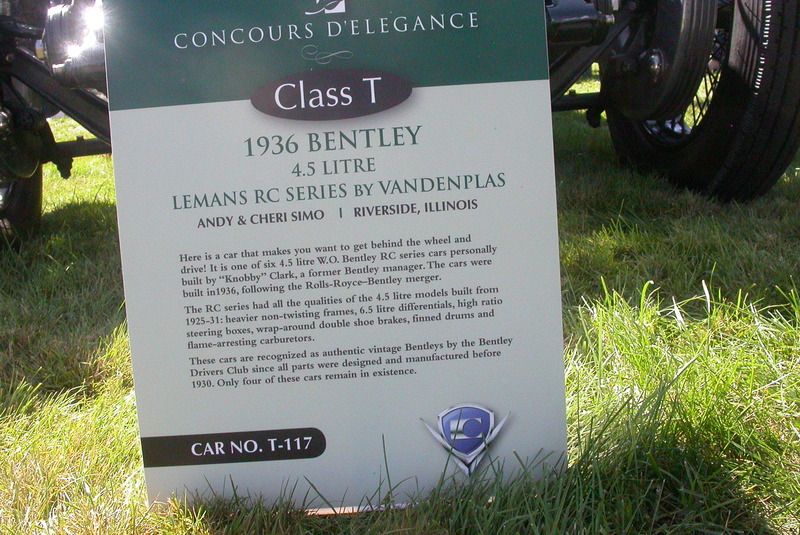 CONCOURS D'ELEGANCE
Class T
1936 BENTLEY
4.5 LITRE
LEMANS RC SERIES BY VANDENPLAS
ANDY & CHERI SIMO | RIVERSIDE, ILLINOIS
Here is a car that makes you want to get behind the wheel and
drive! It is one of six 4.5 litre W.O. Bentley RC series cars personally
built by "Knobby" Clark, a former Bentley manager. The cars were
built in1936, following the Rolls-Royce–Bentley merger.
The RC series had all the qualities of the 4.5 litre models built from
1925-31: heavier non-twisting frames, 6.5 litre differentials, high ratio
steering boxes, wrap-around double shoe brakes, finned drums and
flame-arresting carburetors.
These cars are recognized as authentic vintage Bentleys by the Bentley
Drivers Club since all parts were designed and manufactured before
1930. Only four of these cars remain in existence.
CAR NO. T-117